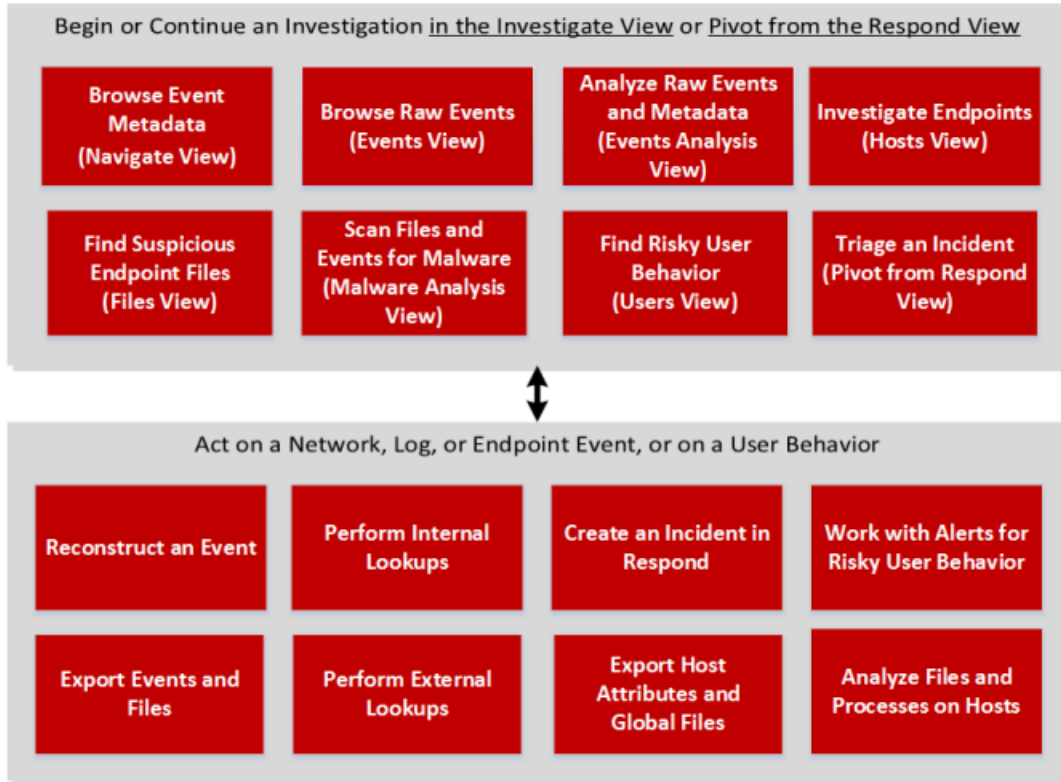 Begin or Continue an Investigation in the Investigate View or Pivot from the Respond View
Browse Event
Metadata
(Navigate View)
Browse Raw Events
(Events View)
Analyze Raw Events
and Metadata
(Events Analysis
View)
Investigate Endpoints
(Hosts View)
Find Suspicious
Endpoint Files
(Files View)
Scan Files and
Events for Malware
(Malware Analysis
View)
Find Risky User
Behavior
(Users View)
Triage an Incident
(Pivot from Respond
View)
Act on a Network, Log, or Endpoint Event, or on a User Behavior
Reconstruct an Event
Perform Internal
Lookups
Create an Incident in
Respond
Work with Alerts for
Risky User Behavior
Export Events and
Files
Perform External
Lookups
Export Host
Attributes and
Global Files
Analyze Files and
Processes on Hosts